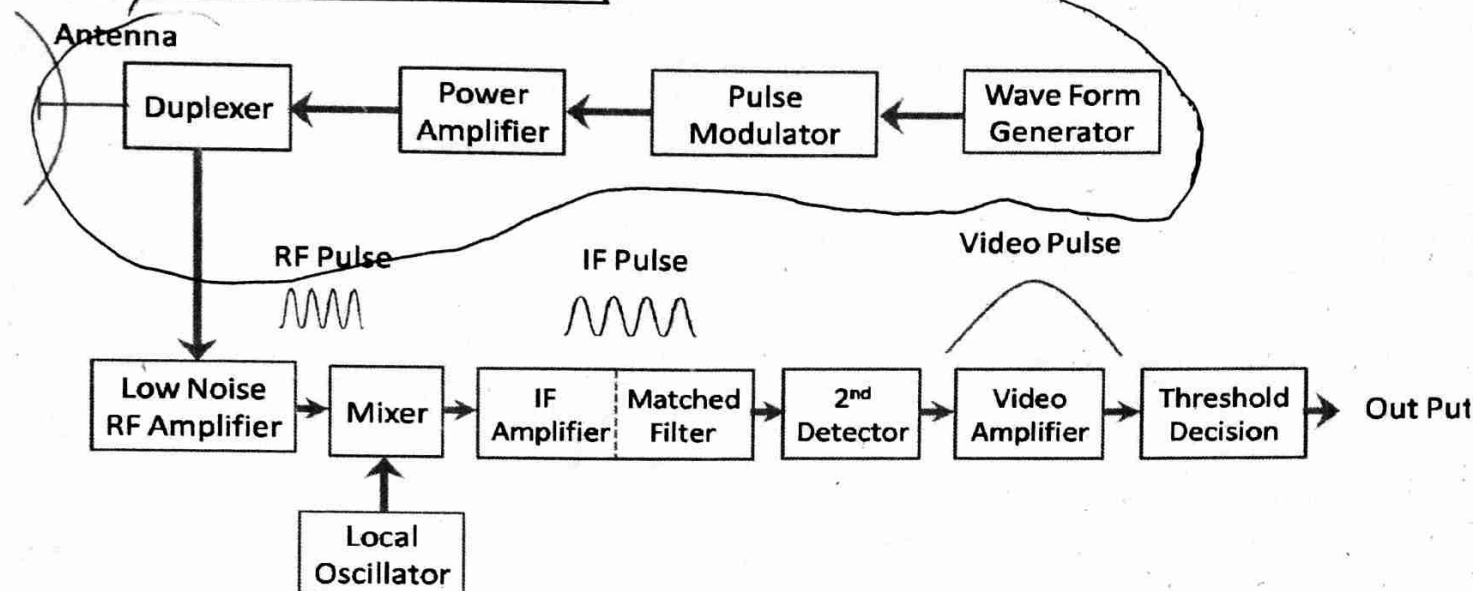 Antenna
Duplexer
Power
Amplifier
Pulse
Modulator
Wave Form
Generator
RF Pulse
IF Pulse
Video Pulse
Low Noise
RF Amplifier
Mixer
IF
Amplifier
Matched
Filter
2nd
Detector
Video
Amplifier
Threshold
Decision
Out Put
Local
Oscillator